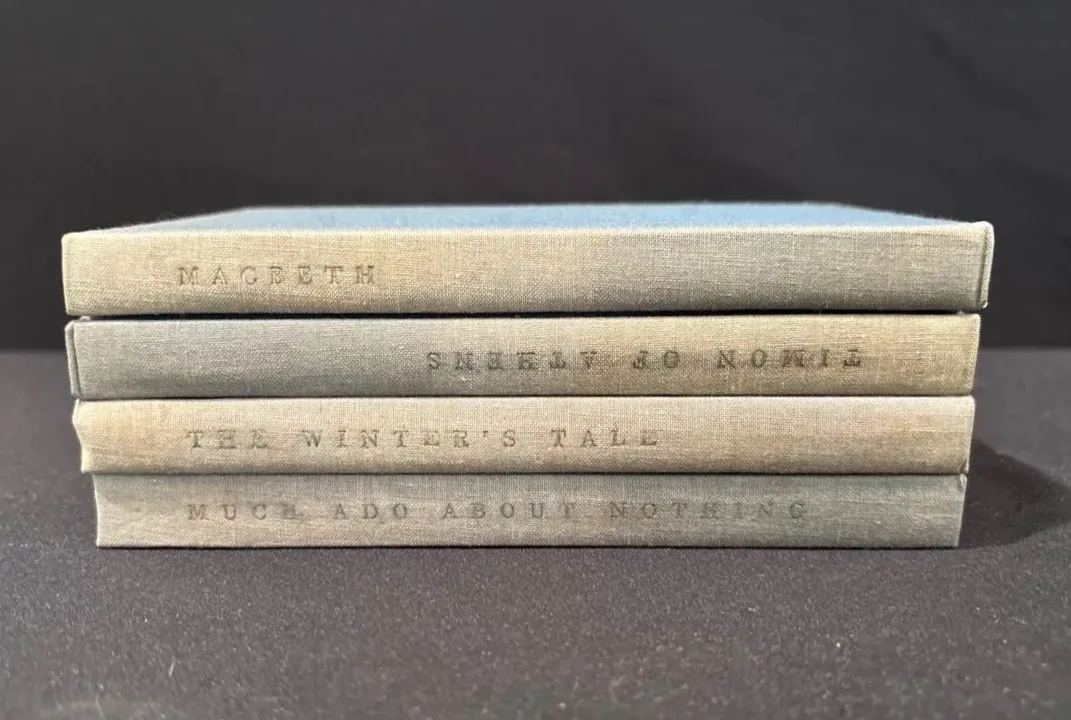 MACBETH
TIMON OF ATHENS
THE WINTER'S TALE
MUCH ADO ABOUT NOTHING